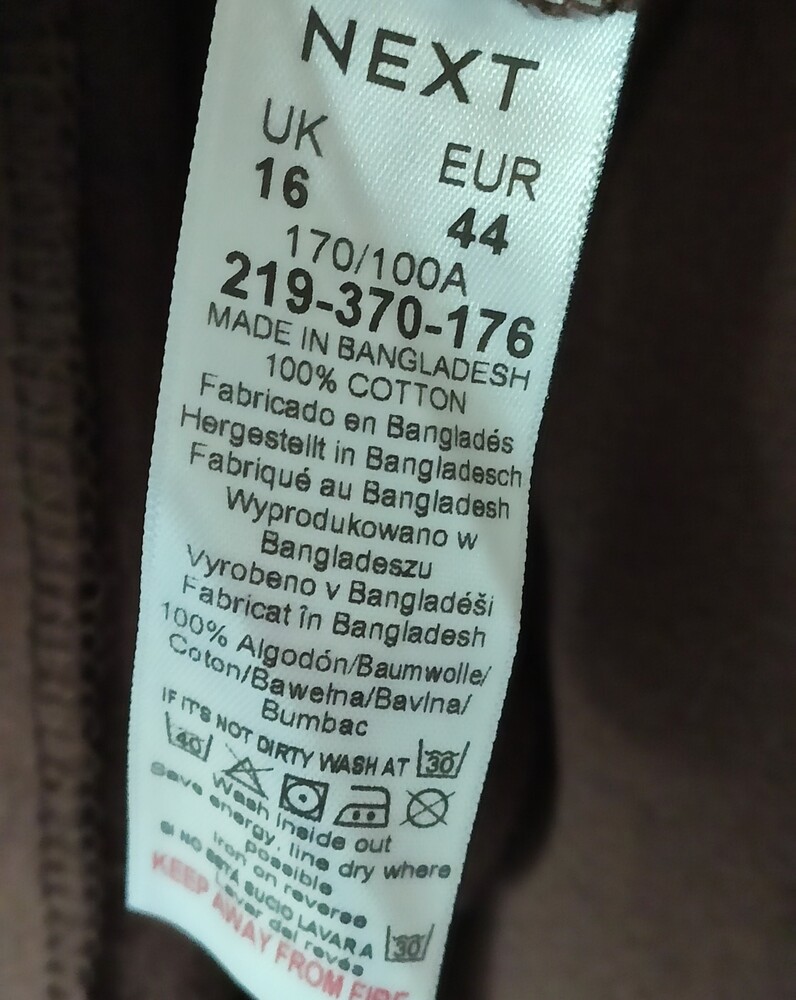 NEXT
UK EUR
16 44
170/100A
219-370-176
MADE IN BANGLADESH
100% COTTON
Fabricado en Bangladés
Hergestellt in Bangladesch
Fabriqué au Bangladesh
Wyprodukowano w
Bangladeszu
Vyrobeno v Bangladéši
Fabricat în Bangladesh
100% Algodón/Baumwolle/
Coton/Bawełna/Bavlna/
Bumbac
IF IT'S NOT DIRTY WASH AT 30
40
Wash inside out
Save energy, line dry where
possible
Iron on reverse
SI NO ESTÁ SUCIO LAVAR A 30
Lavar del revés
KEEP AWAY FROM FIRE